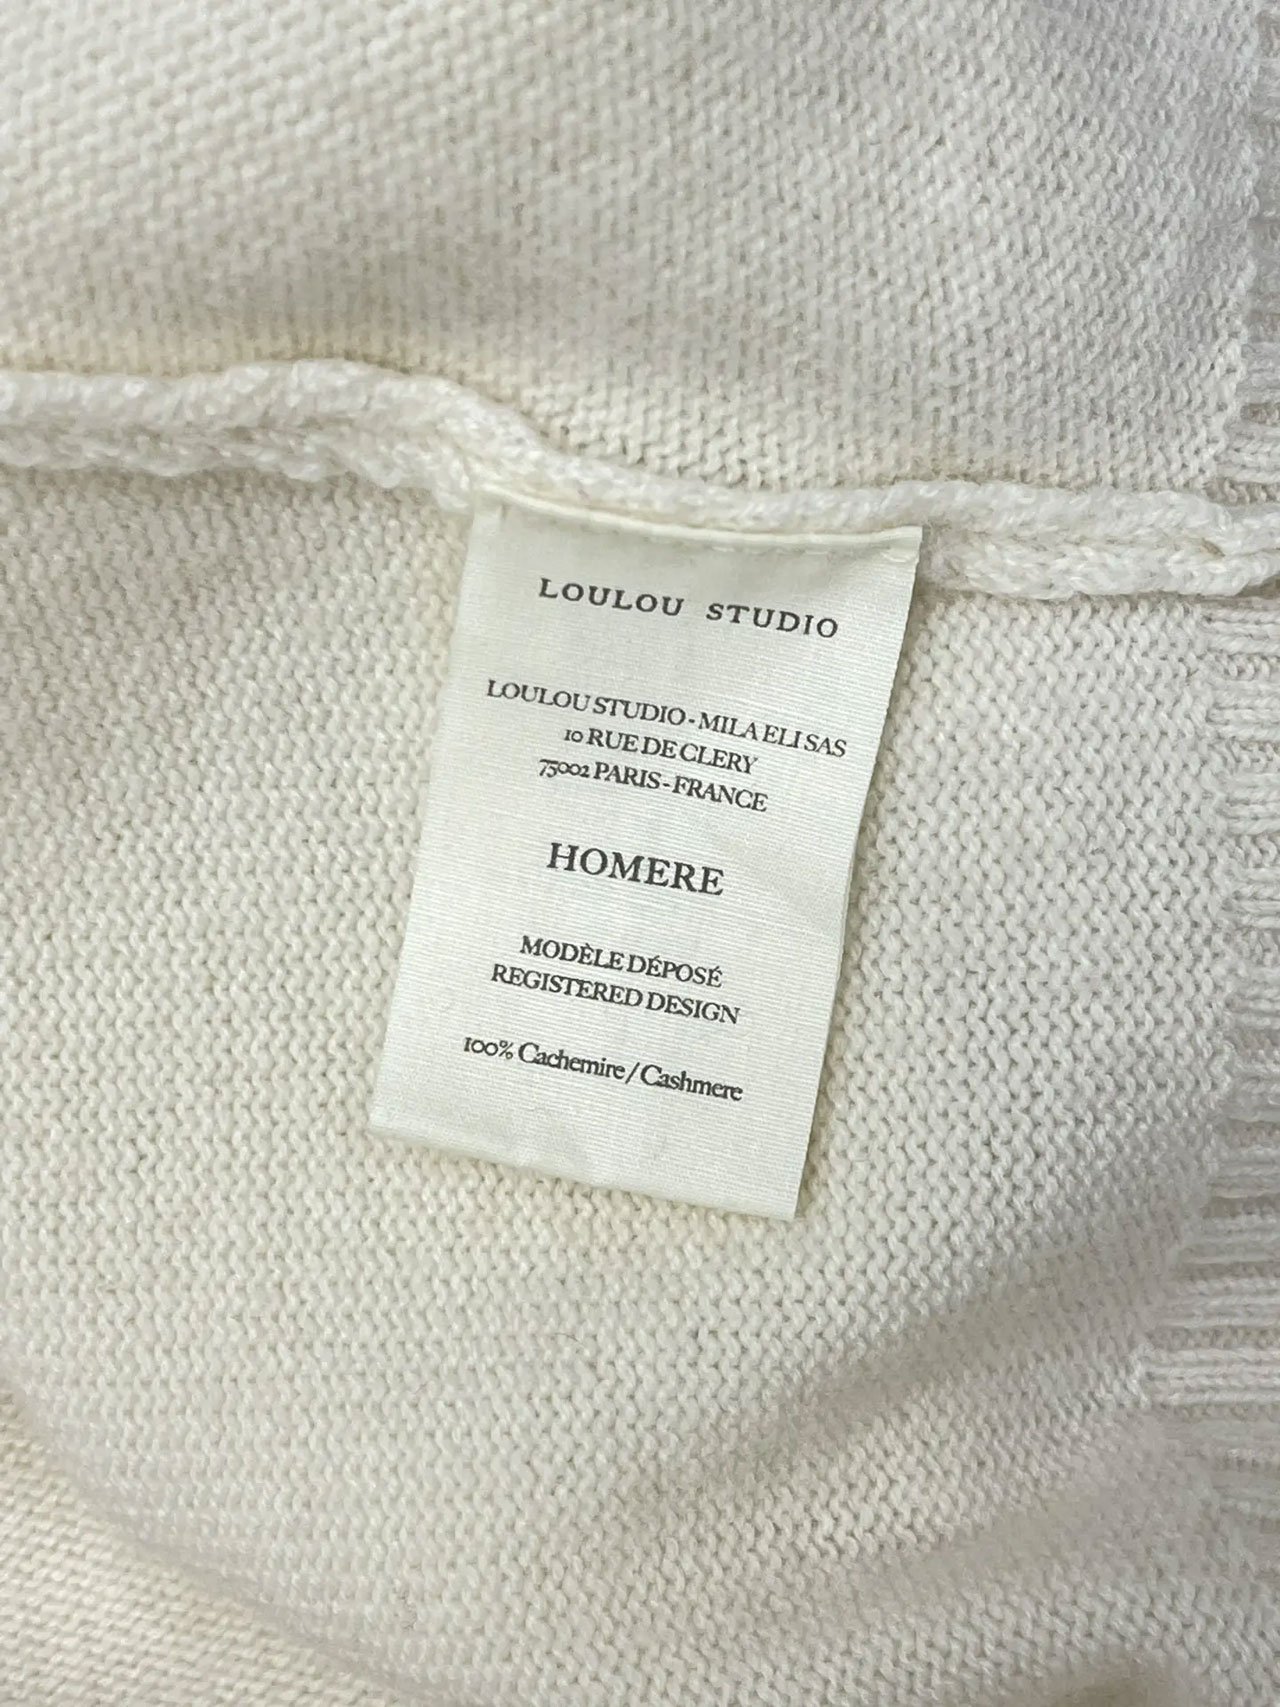 LOULOU STUDIO
LOULOU STUDIO - MILA ELI SAS
10 RUE DE CLERY
75002 PARIS - FRANCE
HOMERE
MODÈLE DÉPOSÉ
REGISTERED DESIGN
100% Cachemire / Cashmere